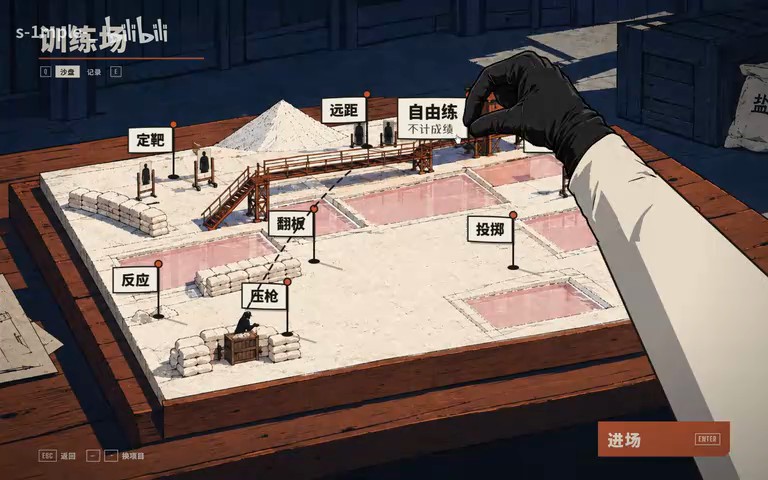 s-1mple bilibili
训练场
Q 沙盘 记录 E
远距
自由练
不计成绩
定靶
翻板
投掷
反应
压枪
盐
进场 ENTER
ESC 返回 ← → 换项目